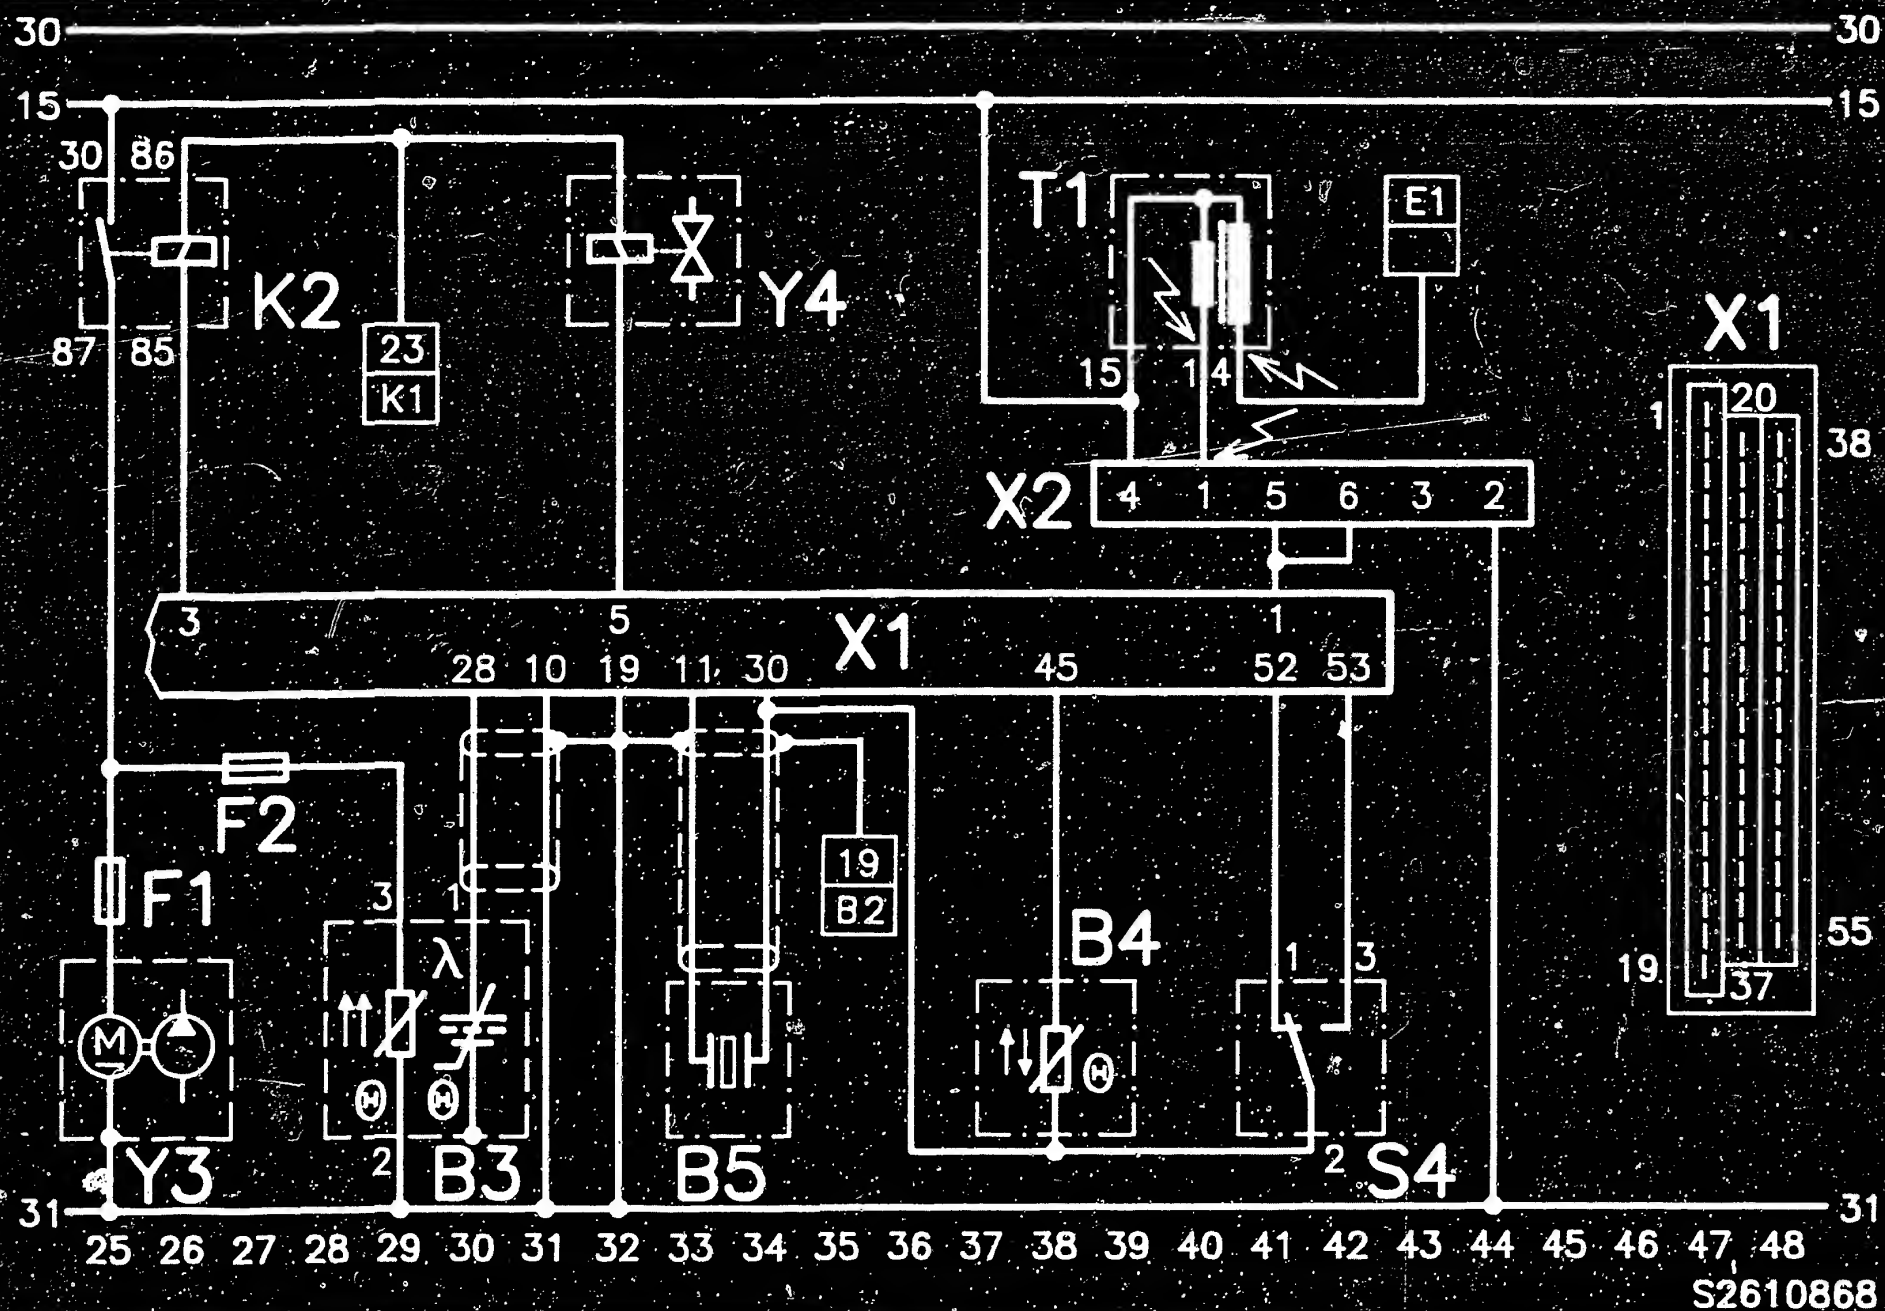 30 30
15 15
30 86
T1 E1
K2 Y4
X1
87 85 23
K1
15 1 4
1 20
38
X2 4 1 5 6 3 2
3 5 X1 1
28 10 19 11 30 45 52 53
F2
19
B2
F1 3 1
B4
55
λ 1 3
19 37
M
Θ Θ Θ
Y3 2 B3 B5 2 S4
31 31
25 26 27 28 29 30 31 32 33 34 35 36 37 38 39 40 41 42 43 44 45 46 47 48
S2610868